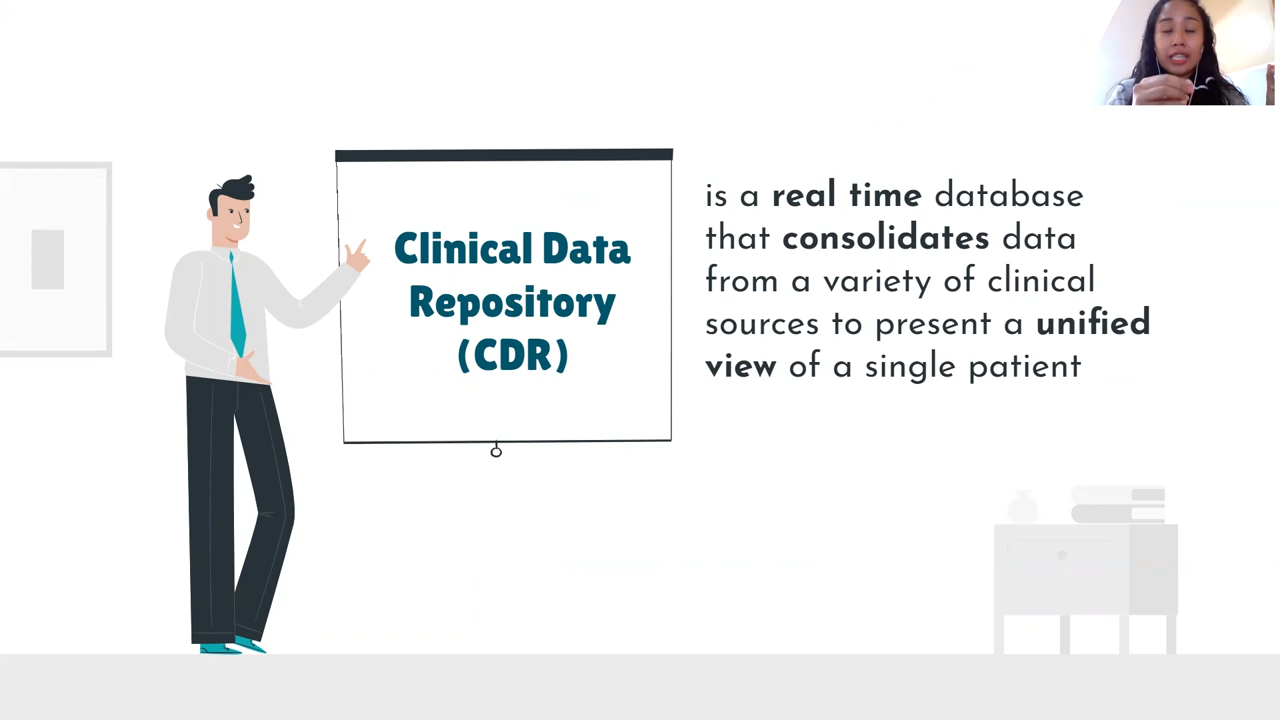 Clinical Data
Repository
(CDR)
is a real time database
that consolidates data
from a variety of clinical
sources to present a unified
view of a single patient